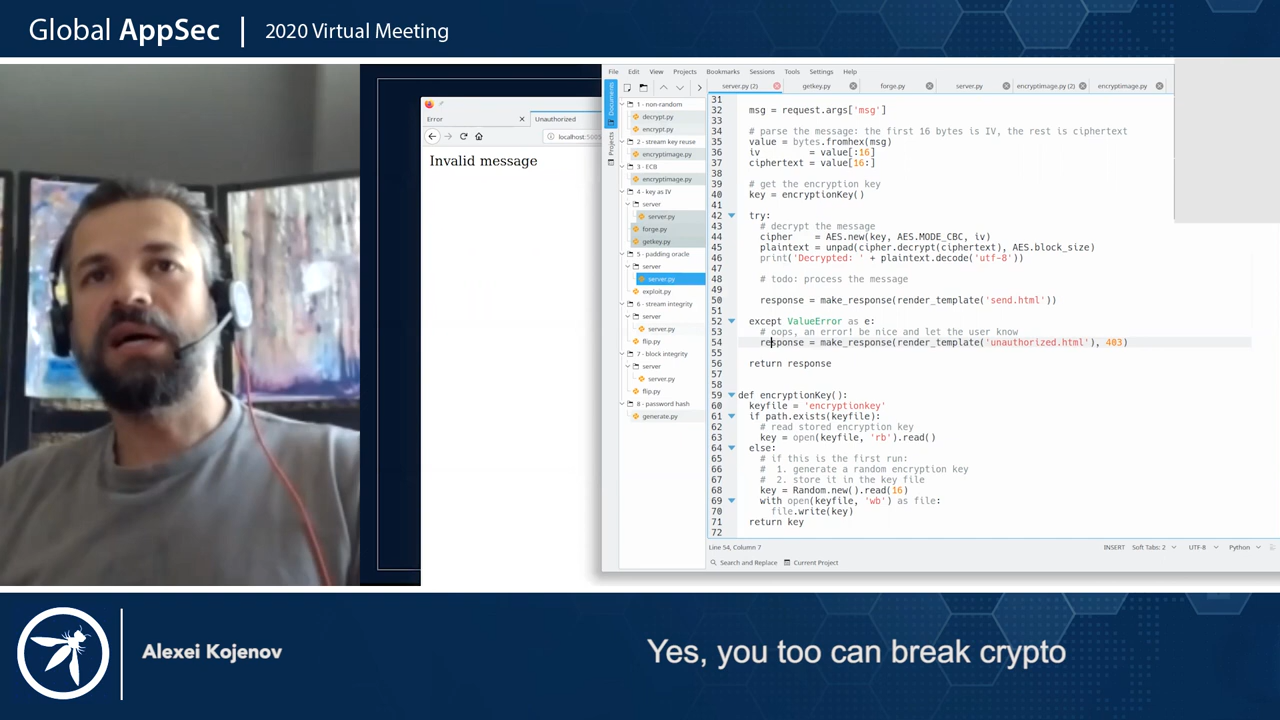 Global AppSec | 2020 Virtual Meeting
File Edit View Projects Bookmarks Sessions Tools Settings Help
server.py (2) getkey.py forge.py server.py encryptimage.py (2) encryptimage.py
Documents
Projects
1 - non-random
decrypt.py
encrypt.py
2 - stream key reuse
encryptimage.py
3 - ECB
encryptimage.py
4 - key as IV
server
server.py
forge.py
getkey.py
5 - padding oracle
server
server.py
exploit.py
6 - stream integrity
server
server.py
flip.py
7 - block integrity
server
server.py
flip.py
8 - password hash
generate.py
Error Unauthorized
Invalid message
31
32 msg = request.args['msg']
33
34 # parse the message: the first 16 bytes is IV, the rest is ciphertext
35 value = bytes.fromhex(msg)
36 iv = value[:16]
37 ciphertext = value[16:]
38
39 # get the encryption key
40 key = encryptionKey()
41
42 try:
43 # decrypt the message
44 cipher = AES.new(key, AES.MODE_CBC, iv)
45 plaintext = unpad(cipher.decrypt(ciphertext), AES.block_size)
46 print('Decrypted: ' + plaintext.decode('utf-8'))
47
48 # todo: process the message
49
50 response = make_response(render_template('send.html'))
51
52 except ValueError as e:
53 # oops, an error! be nice and let the user know
54 response = make_response(render_template('unauthorized.html'), 403)
55
56 return response
57
58
59 def encryptionKey():
60 keyfile = 'encryptionkey'
61 if path.exists(keyfile):
62 # read stored encryption key
63 key = open(keyfile, 'rb').read()
64 else:
65 # if this is the first run:
66 # 1. generate a random encryption key
67 # 2. store it in the key file
68 key = Random.new().read(16)
69 with open(keyfile, 'wb') as file:
70 file.write(key)
71 return key
72
Line 54, Column 7 INSERT Soft Tabs: 2 UTF-8 Python
Search and Replace Current Project
Alexei Kojenov
Yes, you too can break crypto